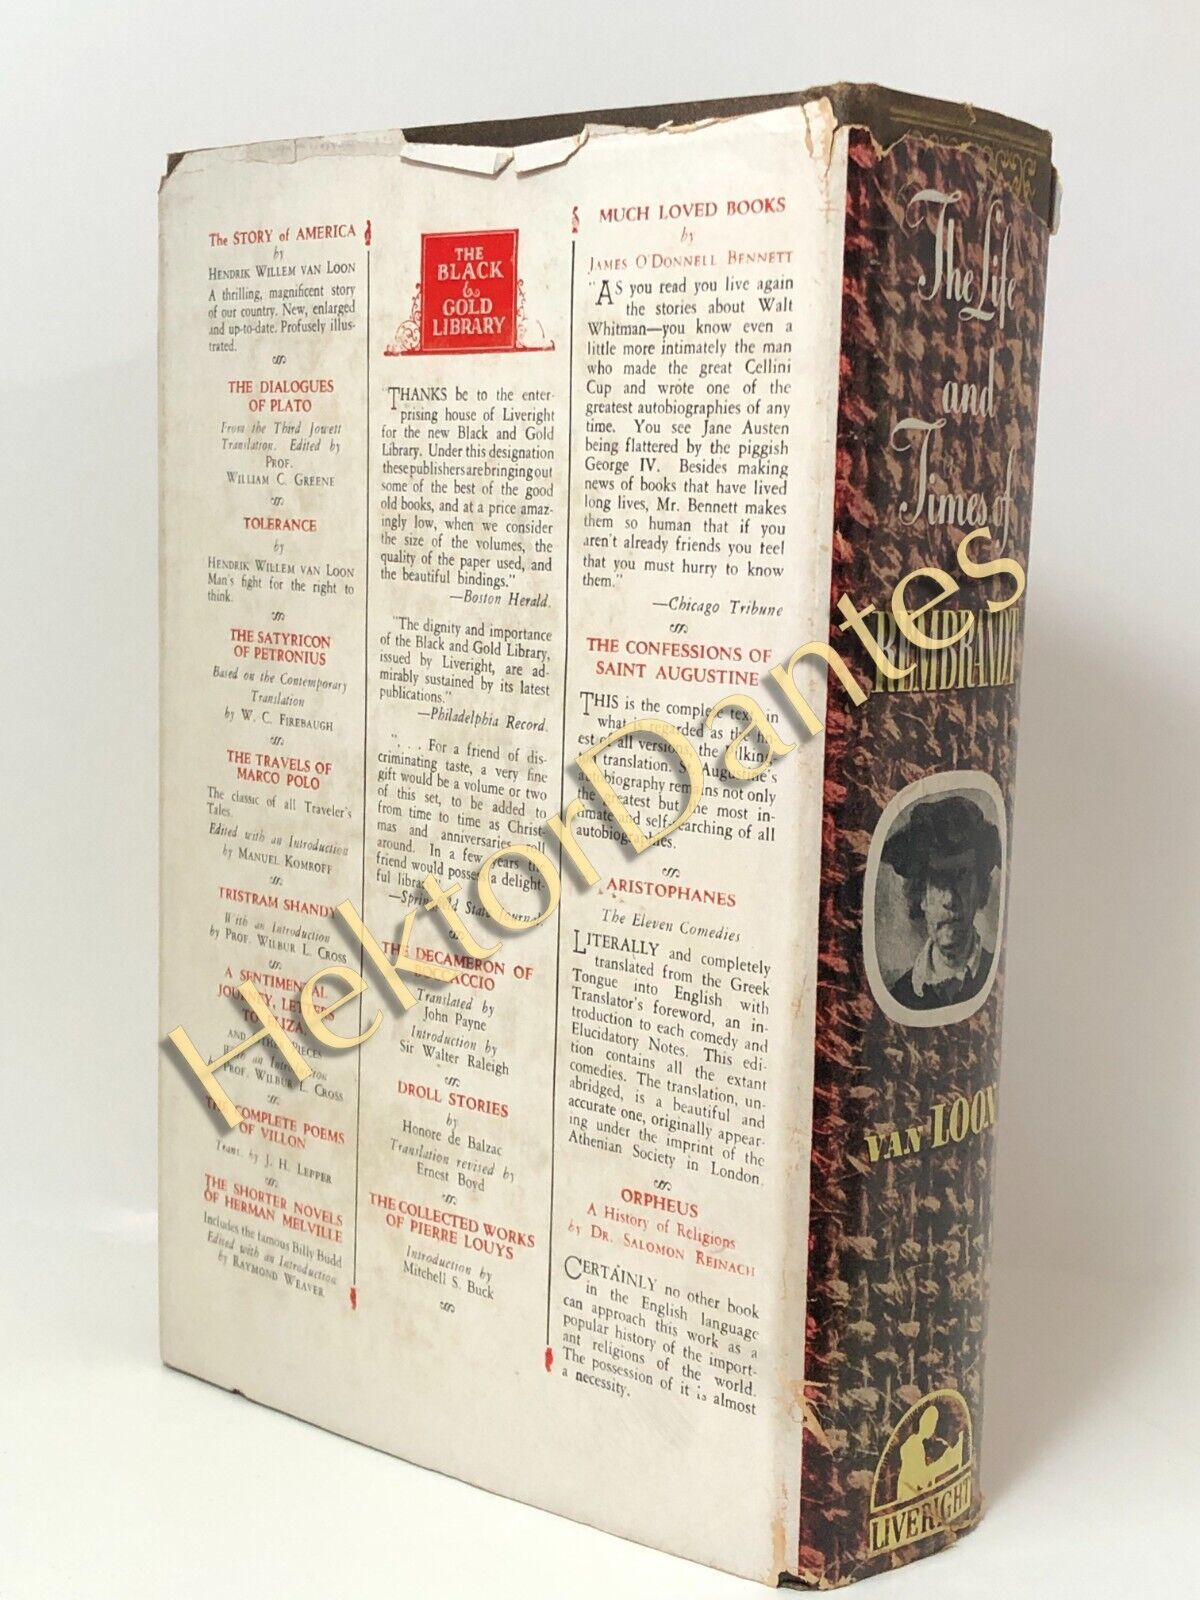 The STORY of AMERICA
by
HENDRIK WILLEM VAN LOON
A thrilling, magnificent story
of our country. New, enlarged
and up-to-date. Profusely illus-
trated.
THE DIALOGUES
OF PLATO
From the Third Jowett
Translation. Edited by
PROF.
WILLIAM C. GREENE
TOLERANCE
by
HENDRIK WILLEM VAN LOON
Man's fight for the right to
think.
THE SATYRICON
OF PETRONIUS
Based on the Contemporary
Translation
by W. C. FIREBAUGH
THE TRAVELS OF
MARCO POLO
The classic of all Traveler's
Tales.
Edited with an Introduction
by MANUEL KOMROFF
TRISTRAM SHANDY
With an Introduction
by PROF. WILBUR L. CROSS
A SENTIMENTAL
JOURNEY, LETTERS
TO ELIZA,
AND OTHER PIECES
With an Introduction
by PROF. WILBUR L. CROSS
THE COMPLETE POEMS
OF VILLON
Trans. by J. H. LEPPER
THE SHORTER NOVELS
OF HERMAN MELVILLE
Includes the famous Billy Budd
Edited with an Introduction
by RAYMOND WEAVER
THE
BLACK
&
GOLD
LIBRARY
"THANKS be to the enter-
prising house of Liveright
for the new Black and Gold
Library. Under this designation
these publishers are bringing out
some of the best of the good
old books, and at a price amaz-
ingly low, when we consider
the size of the volumes, the
quality of the paper used, and
the beautiful bindings."
—Boston Herald.
"The dignity and importance
of the Black and Gold Library,
issued by Liveright, are ad-
mirably sustained by its latest
publications."
—Philadelphia Record.
". . . For a friend of dis-
criminating taste, a very fine
gift would be a volume or two
of this set, to be added to
from time to time as Christ-
mas and anniversaries roll
around. In a few years the
friend would possess a delight-
ful library."
—Springfield State Journal
THE DECAMERON OF
BOCCACCIO
Translated by
John Payne
Introduction by
Sir Walter Raleigh
DROLL STORIES
by
Honore de Balzac
Translation revised by
Ernest Boyd
THE COLLECTED WORKS
OF PIERRE LOUYS
Introduction by
Mitchell S. Buck
MUCH LOVED BOOKS
by
JAMES O'DONNELL BENNETT
"AS you read you live again
the stories about Walt
Whitman—you know even a
little more intimately the man
who made the great Cellini
Cup and wrote one of the
greatest autobiographies of any
time. You see Jane Austen
being flattered by the piggish
George IV. Besides making
news of books that have lived
long lives, Mr. Bennett makes
them so human that if you
aren't already friends you feel
that you must hurry to know
them."
—Chicago Tribune
THE CONFESSIONS OF
SAINT AUGUSTINE
THIS is the complete text, in
what is regarded as the fin-
est of all versions, the Pilking-
ton translation. St. Augustine's
autobiography remains not only
the greatest but the most in-
timate and self-searching of all
autobiographies.
ARISTOPHANES
The Eleven Comedies
LITERALLY and completely
translated from the Greek
Tongue into English with
Translator's foreword, an in-
troduction to each comedy and
Elucidatory Notes. This edi-
tion contains all the extant
comedies. The translation, un-
abridged, is a beautiful and
accurate one, originally appear-
ing under the imprint of the
Athenian Society in London.
ORPHEUS
A History of Religions
by DR. SALOMON REINACH
CERTAINLY no other book
in the English language
can approach this work as a
popular history of the import-
ant religions of the world.
The possession of it is almost
a necessity.
The Life
and
Times of
REMBRANDT
VAN LOON
LIVERIGHT
HektorDantes